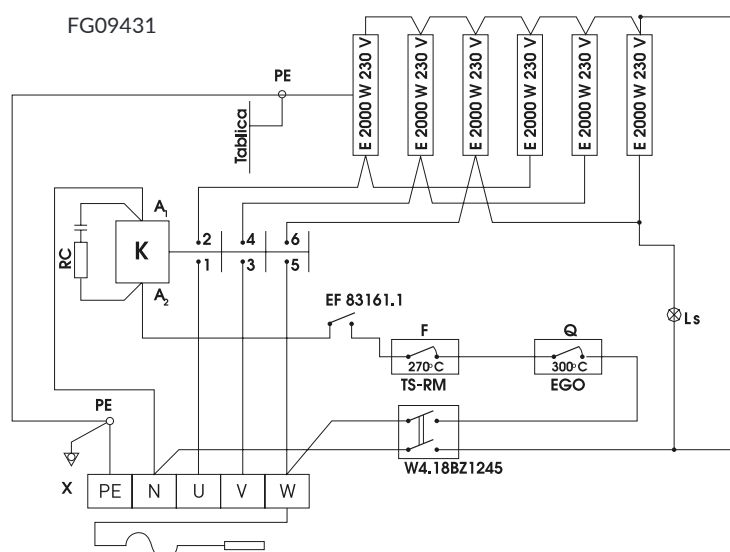 FG09431
E 2000 W 230 V
E 2000 W 230 V
E 2000 W 230 V
E 2000 W 230 V
E 2000 W 230 V
E 2000 W 230 V
PE
Tablica
A1
K
RC
A2
2 4 6
1 3 5
EF 83161.1
F
270°C
TS-RM
Q
300°C
EGO
Ls
PE
W4.18BZ1245
X PE N U V W